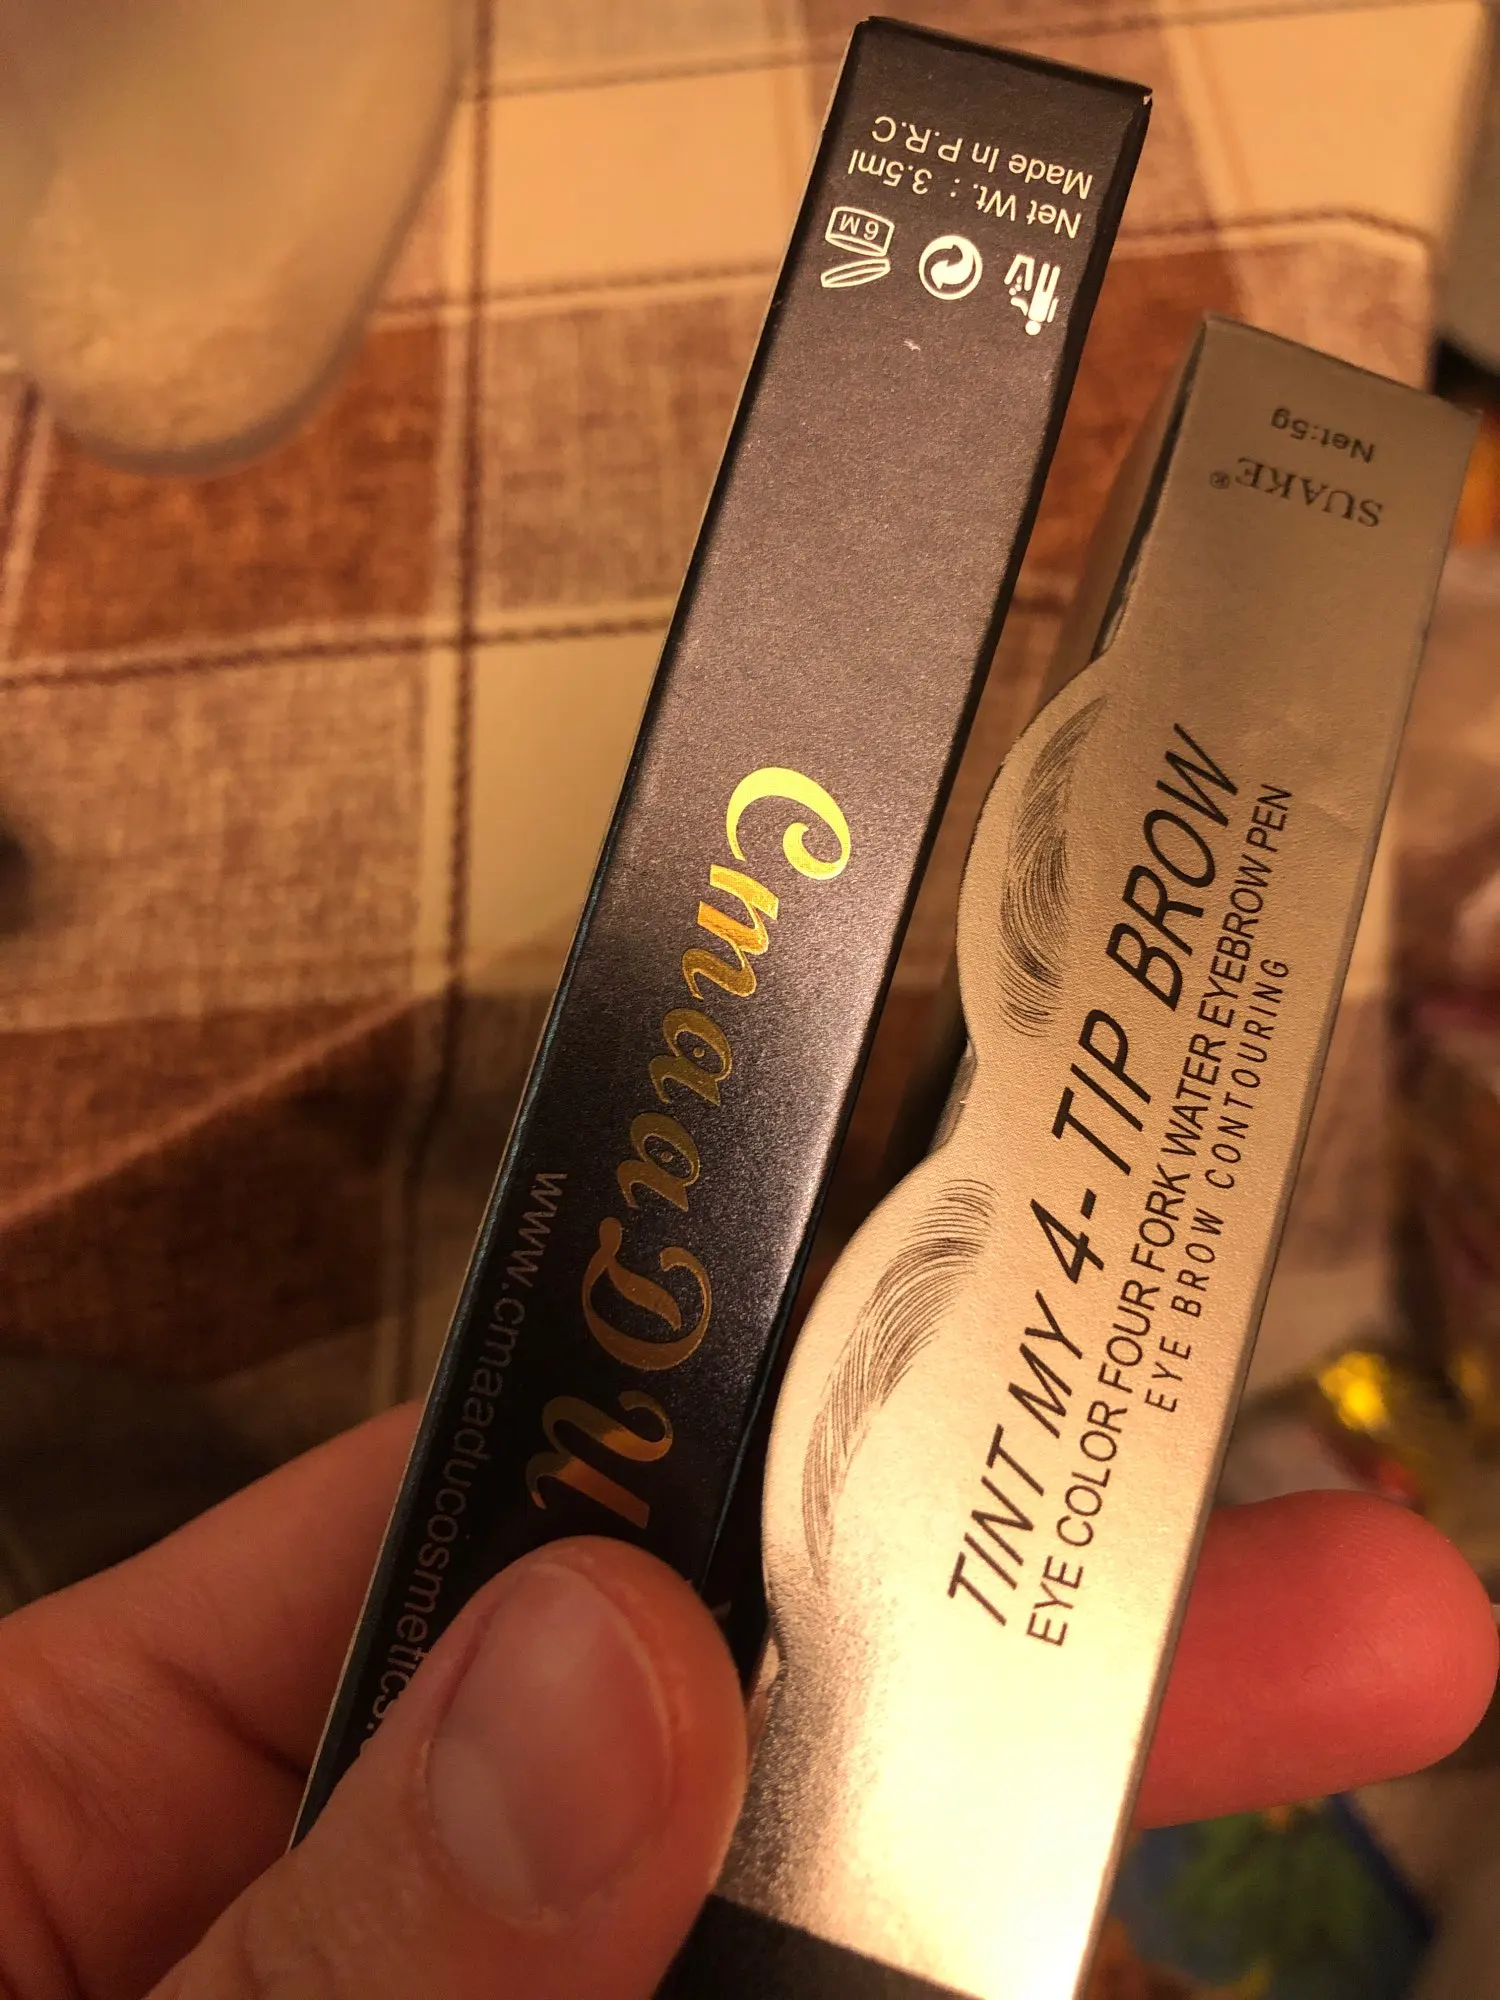 CmaaDu
www.cmaaducosmetics.
6M
Net Wt. : 3.5ml
Made In P.R.C
TINT MY 4- TIP BROW
EYE COLOR FOUR FORK WATER EYEBROW PEN
EYE BROW CONTOURING
SUAKE®
Net:5g